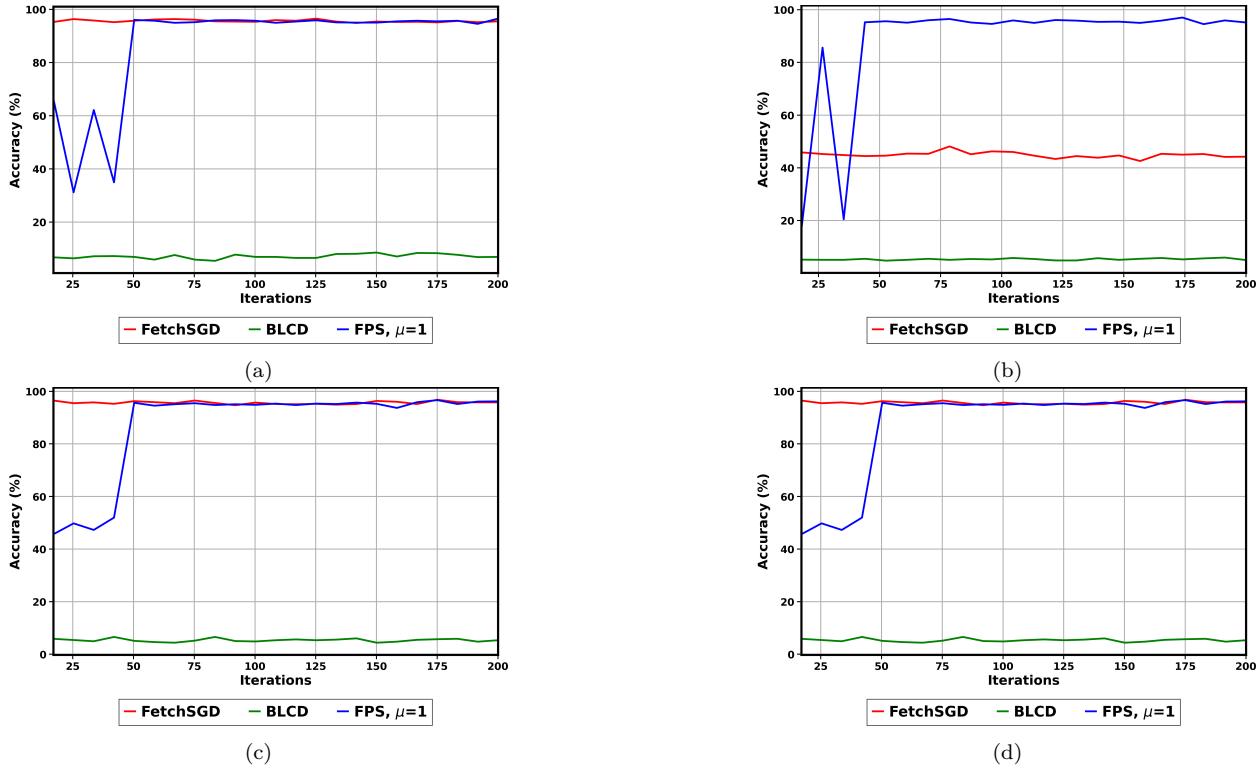 100
80
60
40
20
Accuracy (%)
25 50 75 100 125 150 175 200
Iterations
FetchSGD BLCD FPS, μ=1
(a)
100
80
60
40
20
Accuracy (%)
25 50 75 100 125 150 175 200
Iterations
FetchSGD BLCD FPS, μ=1
(b)
100
80
60
40
20
0
Accuracy (%)
25 50 75 100 125 150 175 200
Iterations
FetchSGD BLCD FPS, μ=1
(c)
100
80
60
40
20
0
Accuracy (%)
25 50 75 100 125 150 175 200
Iterations
FetchSGD BLCD FPS, μ=1
(d)